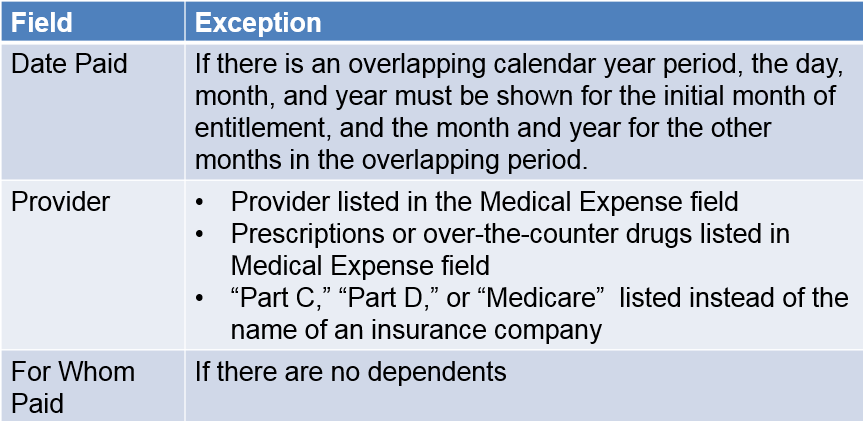 Field Exception
Date Paid If there is an overlapping calendar year period, the day,
month, and year must be shown for the initial month of
entitlement, and the month and year for the other
months in the overlapping period.
Provider • Provider listed in the Medical Expense field
• Prescriptions or over-the-counter drugs listed in
Medical Expense field
• “Part C,” “Part D,” or “Medicare” listed instead of the
name of an insurance company
For Whom If there are no dependents
Paid